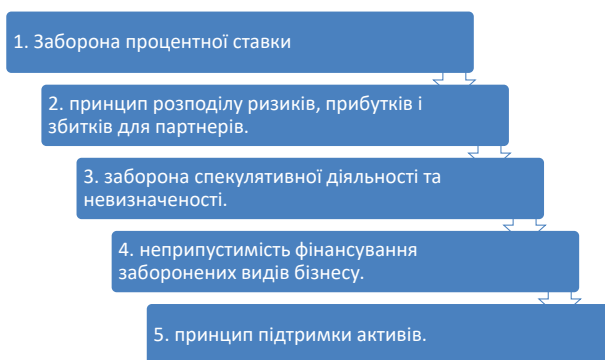 1. Заборона процентної ставки
2. принцип розподілу ризиків, прибутків і
збитків для партнерів.
3. заборона спекулятивної діяльності та
невизначеності.
4. неприпустимість фінансування
заборонених видів бізнесу.
5. принцип підтримки активів.